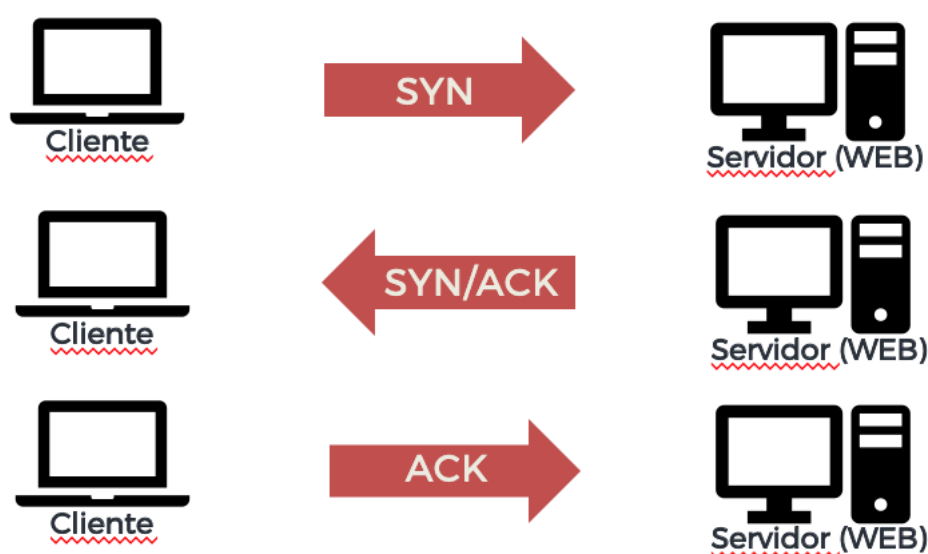 SYN
Cliente
Servidor (WEB)
SYN/ACK
Cliente
Servidor (WEB)
ACK
Cliente
Servidor (WEB)